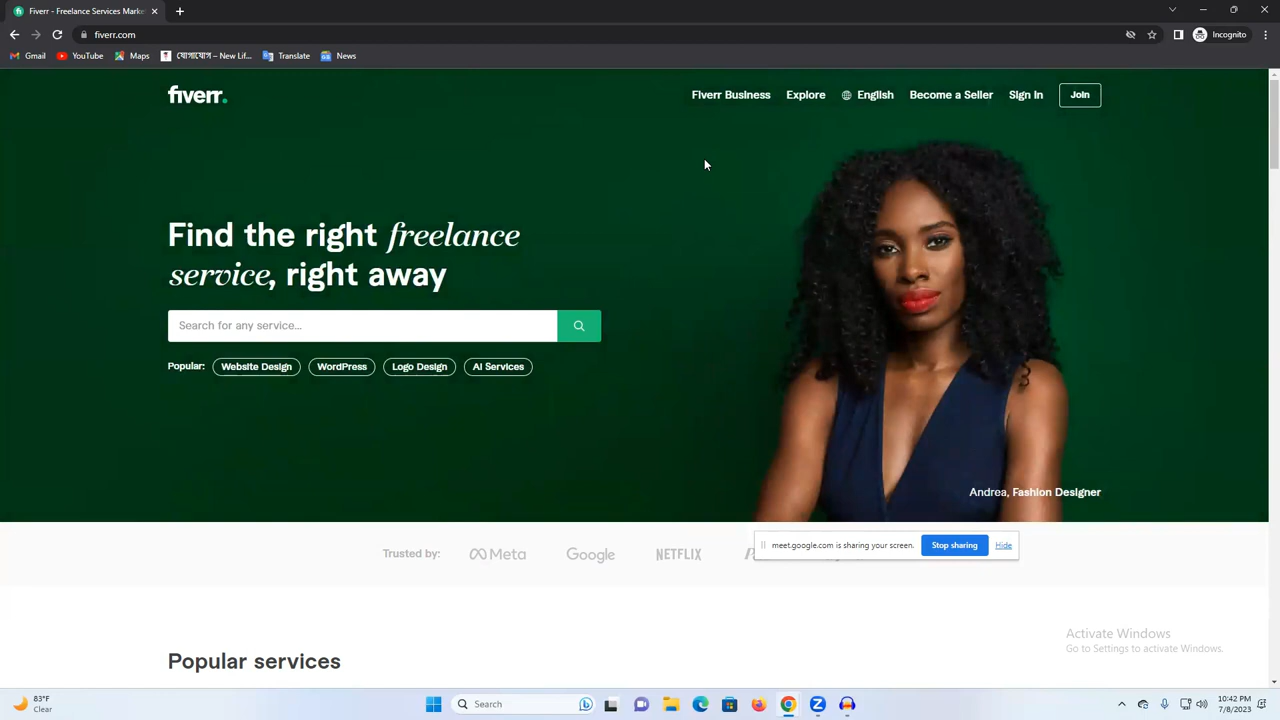 Fiverr - Freelance Services Mark
fiverr.com
Incognito
Gmail
YouTube
Maps
যোগাযোগ – New Lif...
Translate
News
fiverr.
Fiverr Business
Explore
English
Become a Seller
Sign in
Join
Find the right freelance
service, right away
Search for any service...
Popular:
Website Design
WordPress
Logo Design
AI Services
Andrea, Fashion Designer
Trusted by:
Meta
Google
NETFLIX
meet.google.com is sharing your screen.
Stop sharing
Hide
Activate Windows
Go to Settings to activate Windows.
Popular services
83°F
Clear
Search
10:42 PM
7/8/2023